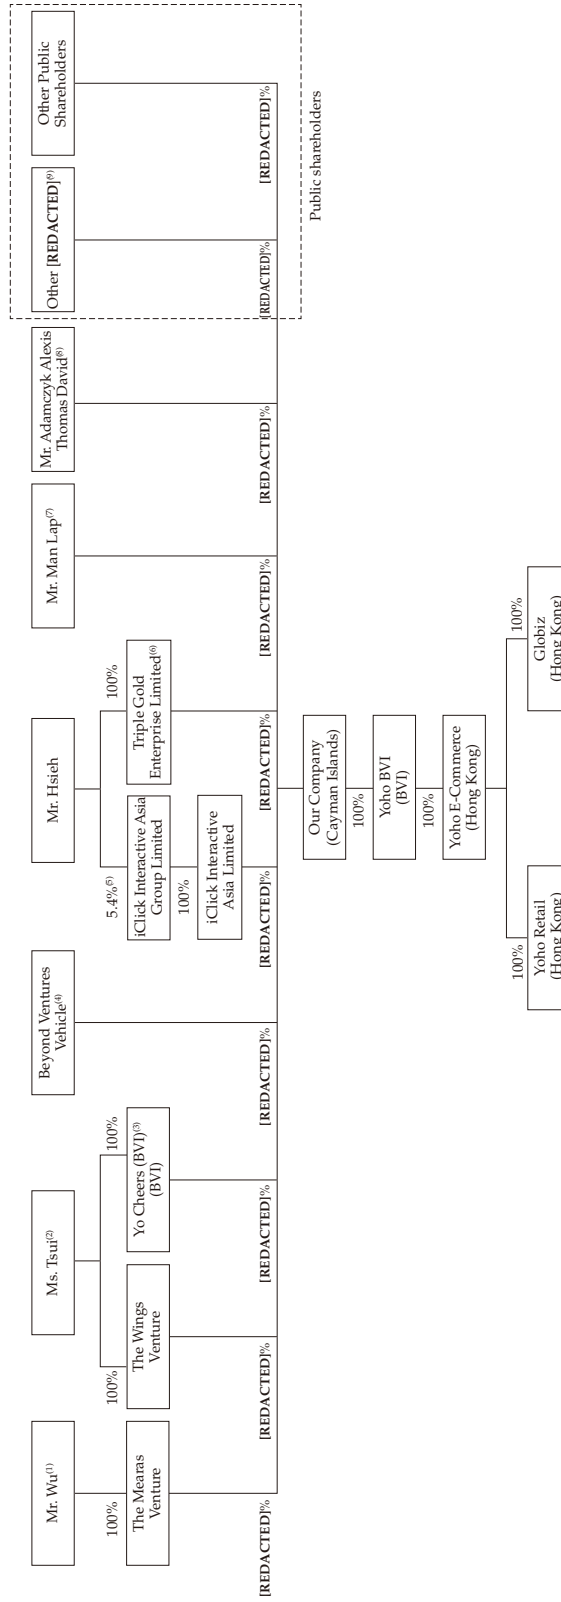 Mr. Wu(1)
Ms. Tsui(2)
Beyond Ventures
Vehicle(4)
Mr. Hsieh
Mr. Man Lap(7)
Mr. Adamczyk Alexis
Thomas David(8)
Other [REDACTED](9)
Other Public
Shareholders
100%
100%
100%
5.4%(5)
100%
The Mearas
Venture
The Wings
Venture
Yo Cheers (BVI)(3)
(BVI)
iClick Interactive Asia
Group Limited
Triple Gold
Enterprise Limited(6)
100%
iClick Interactive
Asia Limited
[REDACTED]%
[REDACTED]%
[REDACTED]%
[REDACTED]%
[REDACTED]%
[REDACTED]%
[REDACTED]%
[REDACTED]%
[REDACTED]%
[REDACTED]%
Public shareholders
Our Company
(Cayman Islands)
100%
Yoho BVI
(BVI)
100%
Yoho E-Commerce
(Hong Kong)
100%
100%
Yoho Retail
(Hong Kong)
Globiz
(Hong Kong)